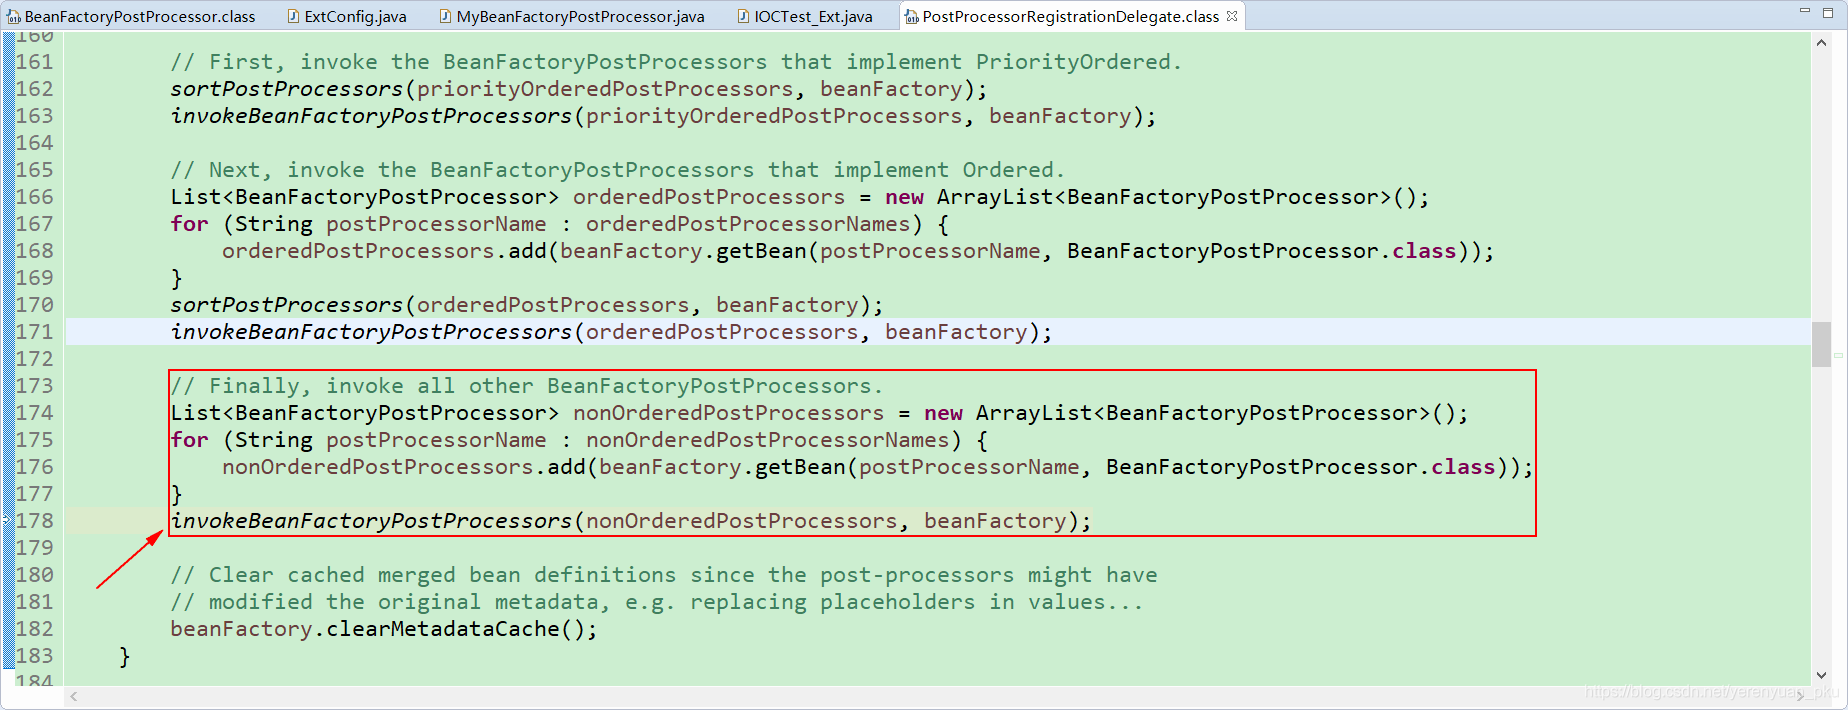 BeanFactoryPostProcessor.class ExtConfig.java MyBeanFactoryPostProcessor.java IOCTest_Ext.java PostProcessorRegistrationDelegate.class
160
161 // First, invoke the BeanFactoryPostProcessors that implement PriorityOrdered.
162 sortPostProcessors(priorityOrderedPostProcessors, beanFactory);
163 invokeBeanFactoryPostProcessors(priorityOrderedPostProcessors, beanFactory);
164
165 // Next, invoke the BeanFactoryPostProcessors that implement Ordered.
166 List<BeanFactoryPostProcessor> orderedPostProcessors = new ArrayList<BeanFactoryPostProcessor>();
167 for (String postProcessorName : orderedPostProcessorNames) {
168 orderedPostProcessors.add(beanFactory.getBean(postProcessorName, BeanFactoryPostProcessor.class));
169 }
170 sortPostProcessors(orderedPostProcessors, beanFactory);
171 invokeBeanFactoryPostProcessors(orderedPostProcessors, beanFactory);
172
173 // Finally, invoke all other BeanFactoryPostProcessors.
174 List<BeanFactoryPostProcessor> nonOrderedPostProcessors = new ArrayList<BeanFactoryPostProcessor>();
175 for (String postProcessorName : nonOrderedPostProcessorNames) {
176 nonOrderedPostProcessors.add(beanFactory.getBean(postProcessorName, BeanFactoryPostProcessor.class));
177 }
178 invokeBeanFactoryPostProcessors(nonOrderedPostProcessors, beanFactory);
179
180 // Clear cached merged bean definitions since the post-processors might have
181 // modified the original metadata, e.g. replacing placeholders in values...
182 beanFactory.clearMetadataCache();
183 }
184
https://blog.csdn.net/yerenyuan_pku